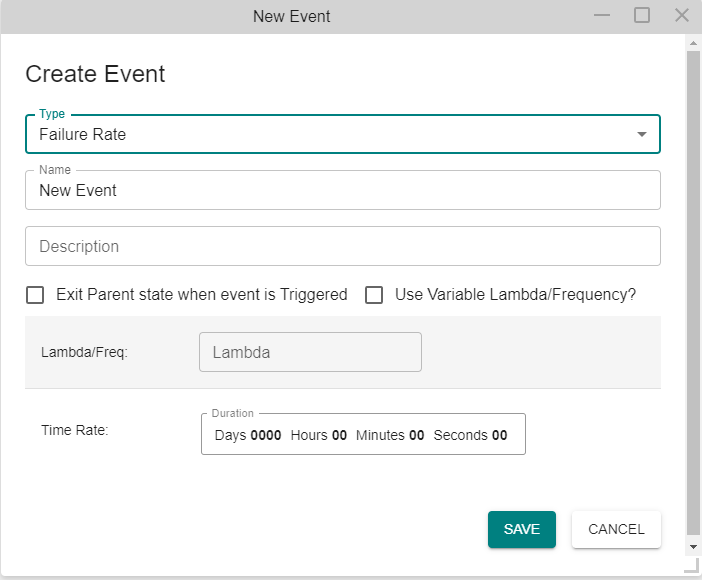 New Event
Create Event
Type
Failure Rate
Name
New Event
Description
Exit Parent state when event is Triggered Use Variable Lambda/Frequency?
Lambda/Freq: Lambda
Duration
Time Rate: Days 0000 Hours 00 Minutes 00 Seconds 00
SAVE CANCEL